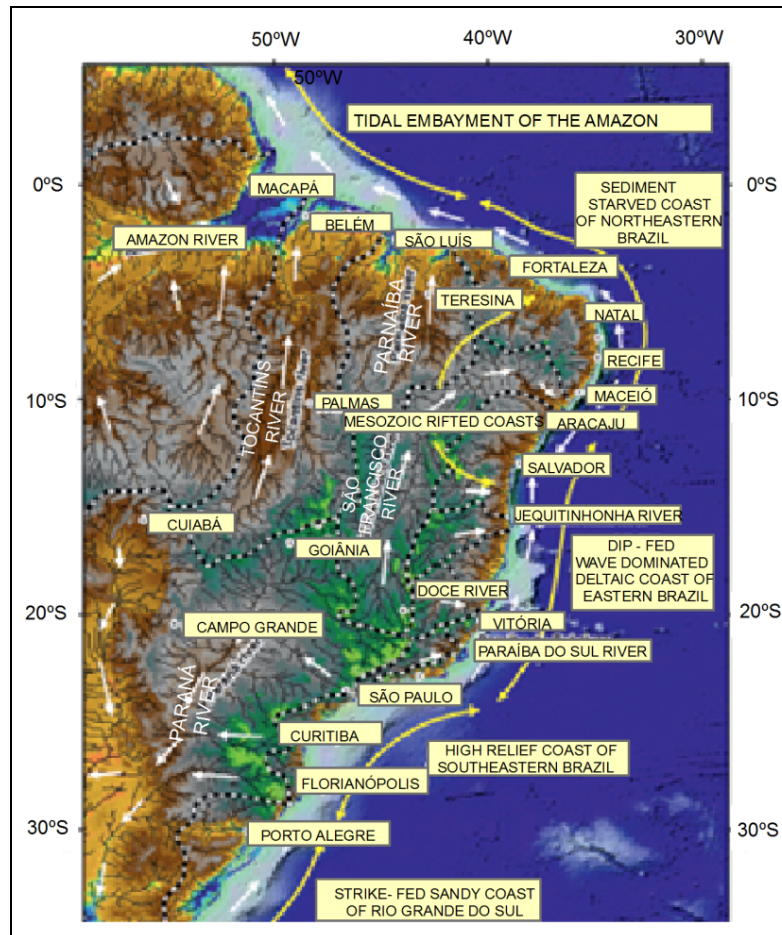 50ºW
40ºW
30ºW
50ºW
TIDAL EMBAYMENT OF THE AMAZON
0ºS
0ºS
MACAPÁ
SEDIMENT
STARVED COAST
OF NORTHEASTERN
BRAZIL
BELÉM
AMAZON RIVER
SÃO LUÍS
FORTALEZA
TERESINA
NATAL
PARNAÍBA
RIVER
RECIFE
TOCANTINS
RIVER
10ºS
10ºS
PALMAS
MACEIÓ
MESOZOIC RIFTED COASTS
ARACAJU
SÃO
FRANCISCO
RIVER
SALVADOR
CUIABÁ
JEQUITINHONHA RIVER
GOIÂNIA
DIP - FED
WAVE DOMINATED
DELTAIC COAST OF
EASTERN BRAZIL
DOCE RIVER
20ºS
20ºS
CAMPO GRANDE
VITÓRIA
PARAÍBA DO SUL RIVER
PARANÁ
RIVER
SÃO PAULO
CURITIBA
HIGH RELIEF COAST OF
SOUTHEASTERN BRAZIL
FLORIANÓPOLIS
30ºS
30ºS
PORTO ALEGRE
STRIKE- FED SANDY COAST
OF RIO GRANDE DO SUL